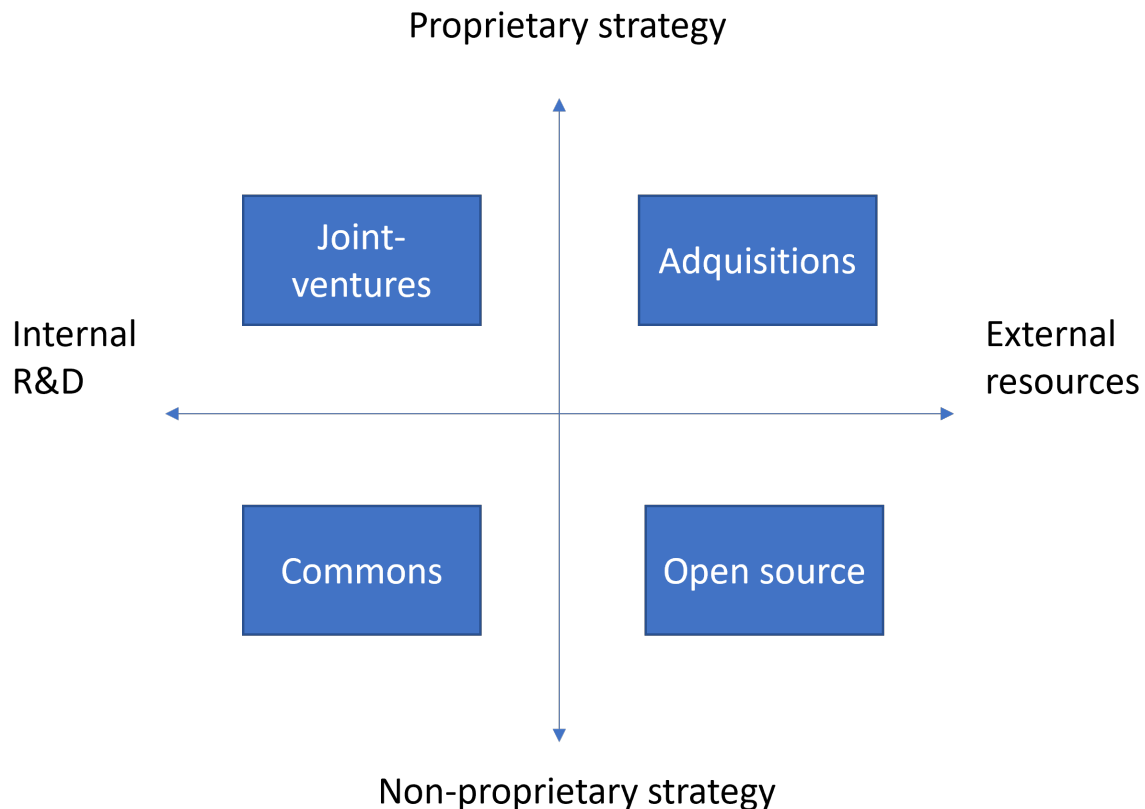 Proprietary strategy
Joint-
ventures
Adquisitions
Internal
R&D
External
resources
Commons
Open source
Non-proprietary strategy